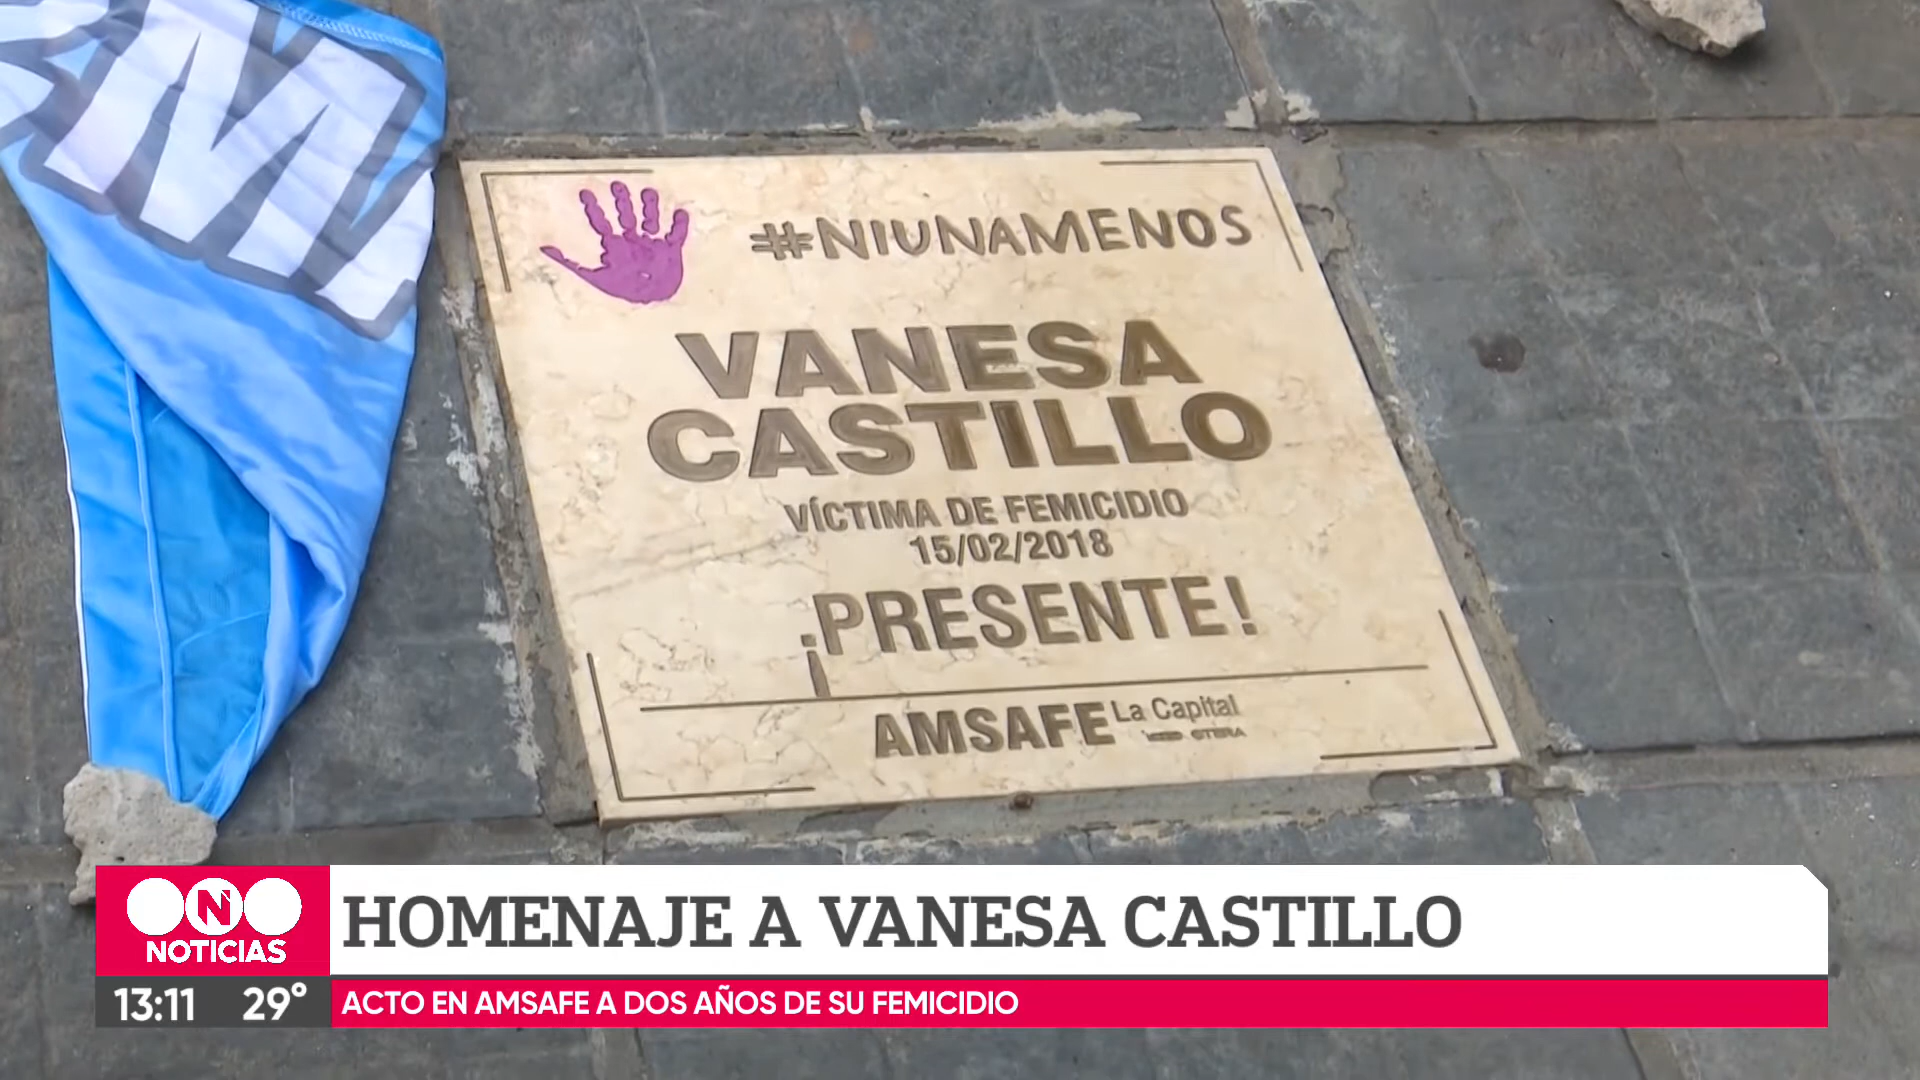 #NIUNAMENOS
VANESA
CASTILLO
VÍCTIMA DE FEMICIDIO
15/02/2018
¡PRESENTE!
AMSAFE La Capital
CTERA
N
NOTICIAS
HOMENAJE A VANESA CASTILLO
13:11 29°
ACTO EN AMSAFE A DOS AÑOS DE SU FEMICIDIO